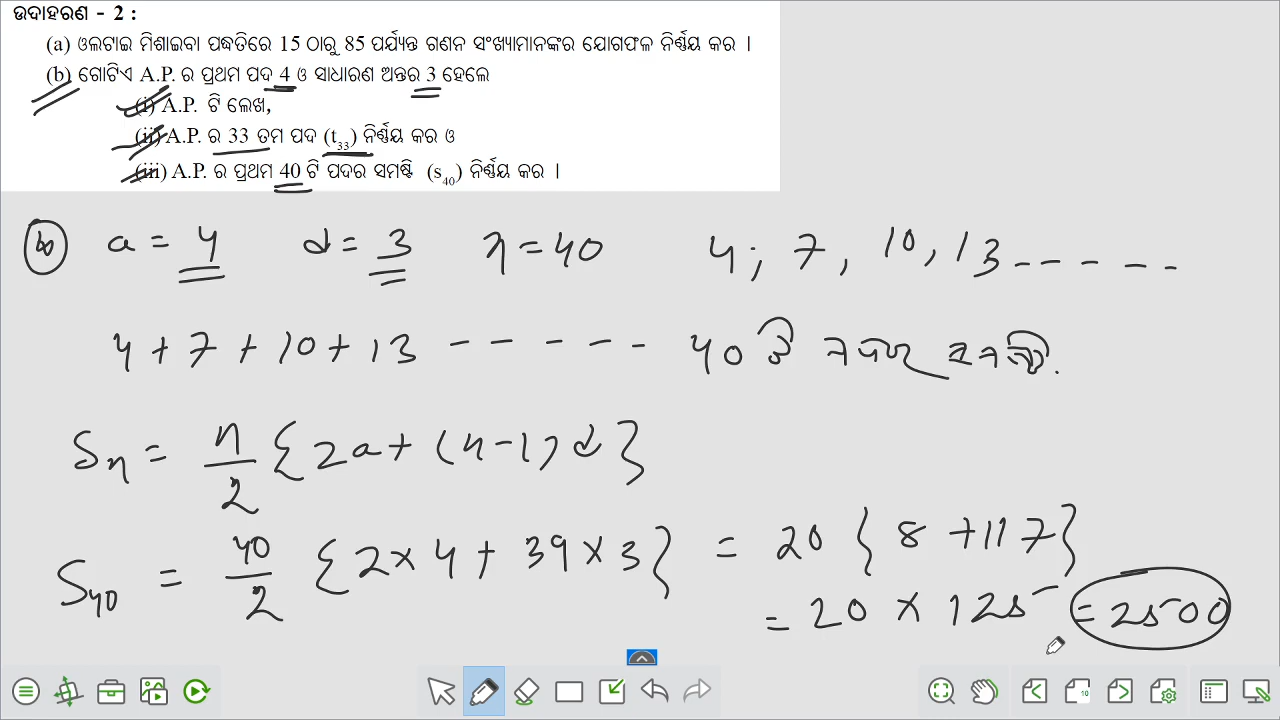 ଉଦାହରଣ - 2 :
(a) ଓଲଟାଇ ମିଶାଇବା ପଦ୍ଧତିରେ 15 ଠାରୁ 85 ପର୍ଯ୍ୟନ୍ତ ଗଣନ ସଂଖ୍ୟାମାନଙ୍କର ଯୋଗଫଳ ନିର୍ଣ୍ଣୟ କର ।
(b) ଗୋଟିଏ A.P. ର ପ୍ରଥମ ପଦ 4 ଓ ସାଧାରଣ ଅନ୍ତର 3 ହେଲେ
(i) A.P. ଟି ଲେଖ,
(ii) A.P. ର 33 ତମ ପଦ (t33) ନିର୍ଣ୍ଣୟ କର ଓ
(iii) A.P. ର ପ୍ରଥମ 40 ଟି ପଦର ସମଷ୍ଟି (s40) ନିର୍ଣ୍ଣୟ କର ।
(b) a = 4 d = 3 n = 40 4 ; 7 , 10 , 13 - - - - -
4 + 7 + 10 + 13 - - - - - - 40 ଟି ପଦର ସମଷ୍ଟି .
Sn = n/2 {2a + (n-1) d}
S40 = 40/2 {2 × 4 + 39 × 3} = 20 {8 + 117}
= 20 × 125 = 2500
10